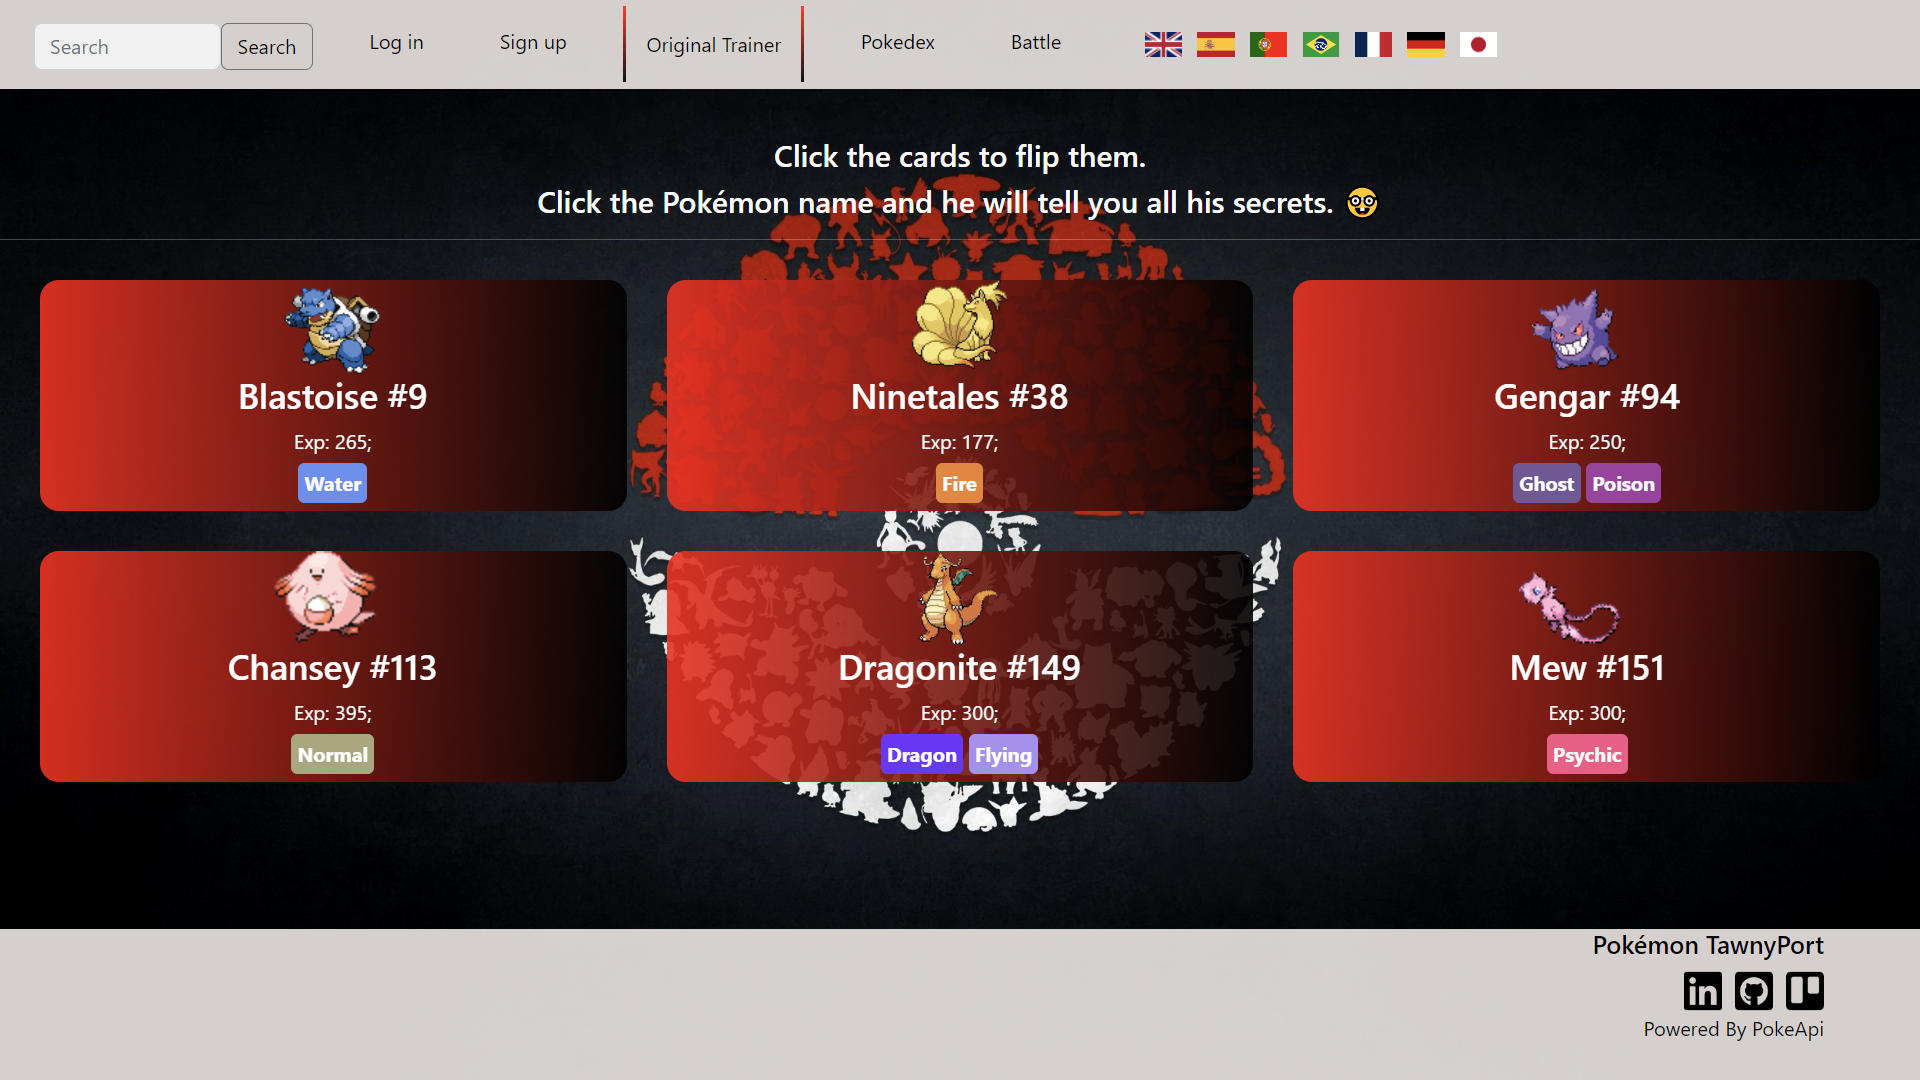 Search Search Log in Sign up Original Trainer Pokedex Battle
Click the cards to flip them.
Click the Pokémon name and he will tell you all his secrets. 🤓
Blastoise #9
Exp: 265;
Water
Ninetales #38
Exp: 177;
Fire
Gengar #94
Exp: 250;
Ghost Poison
Chansey #113
Exp: 395;
Normal
Dragonite #149
Exp: 300;
Dragon Flying
Mew #151
Exp: 300;
Psychic
Pokémon TawnyPort
in
Powered By PokeApi